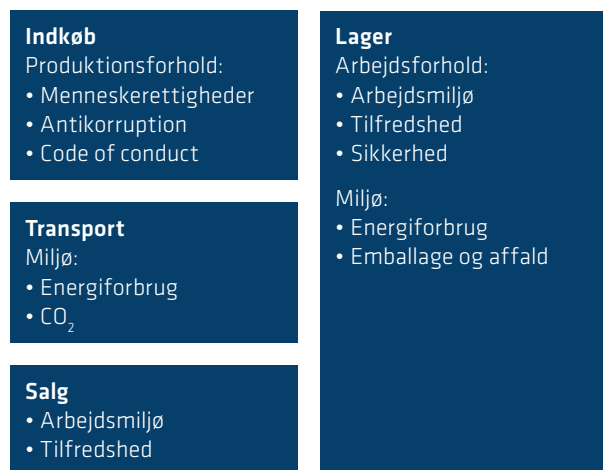 Indkøb
Produktionsforhold:
• Menneskerettigheder
• Antikorruption
• Code of conduct
Transport
Miljø:
• Energiforbrug
• CO₂
Salg
• Arbejdsmiljø
• Tilfredshed
Lager
Arbejdsforhold:
• Arbejdsmiljø
• Tilfredshed
• Sikkerhed
Miljø:
• Energiforbrug
• Emballage og affald